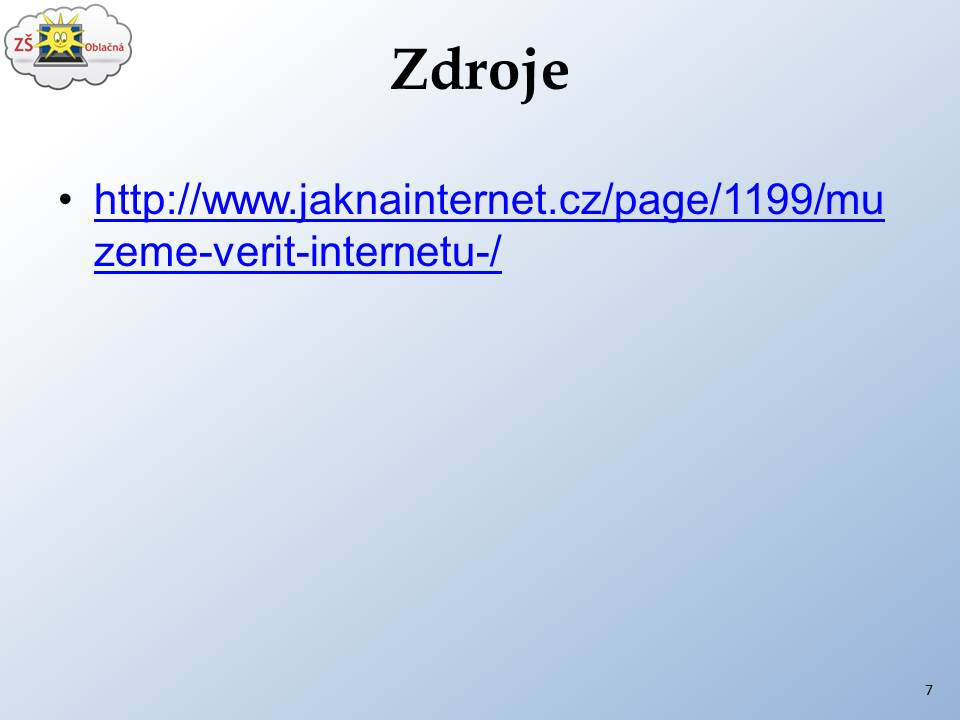 ZŠ Oblačná
Zdroje
• http://www.jaknainternet.cz/page/1199/mu
zeme-verit-internetu-/
7